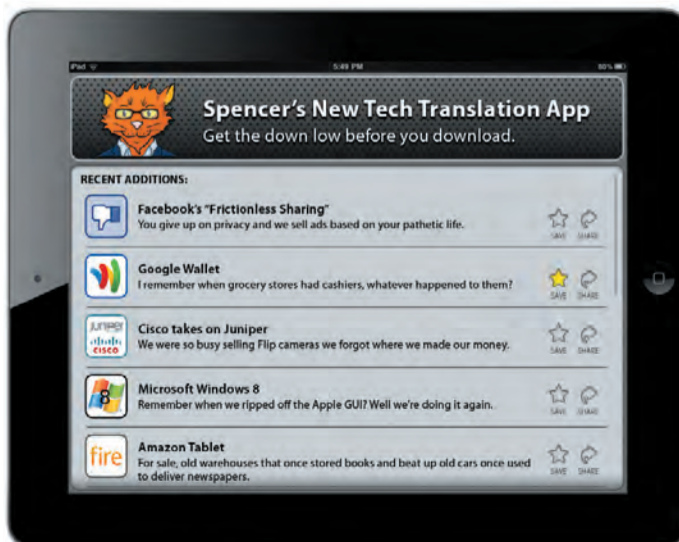 iPad
5:49 PM
80%
Spencer's New Tech Translation App
Get the down low before you download.
RECENT ADDITIONS:
Facebook's "Frictionless Sharing"
You give up on privacy and we sell ads based on your pathetic life.
SAVE SHARE
Google Wallet
I remember when grocery stores had cashiers, whatever happened to them?
SAVE SHARE
JUNIPER
CISCO
Cisco takes on Juniper
We were so busy selling Flip cameras we forgot where we made our money.
SAVE SHARE
8
Microsoft Windows 8
Remember when we ripped off the Apple GUI? Well we're doing it again.
SAVE SHARE
fire
Amazon Tablet
For sale, old warehouses that once stored books and beat up old cars once used
to deliver newspapers.
SAVE SHARE